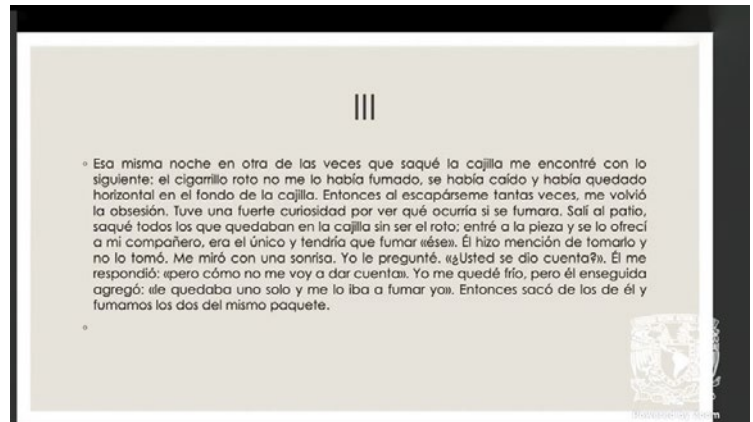 III
Esa misma noche en otra de las veces que saqué la cajilla me encontré con lo
siguiente: el cigarrillo roto no me lo había fumado, se había caído y había quedado
horizontal en el fondo de la cajilla. Entonces al escapárseme tantas veces, me volvió
la obsesión. Tuve una fuerte curiosidad por ver qué ocurría si se fumara. Salí al patio,
saqué todos los que quedaban en la cajilla sin ser el roto; entré a la pieza y se lo ofrecí
a mi compañero, era el único y tendría que fumar «ése». Él hizo mención de tomarlo y
no lo tomó. Me miró con una sonrisa. Yo le pregunté. «¿Usted se dio cuenta?». Él me
respondió: «pero cómo no me voy a dar cuenta». Yo me quedé frío, pero él enseguida
agregó: «le quedaba uno solo y me lo iba a fumar yo». Entonces sacó de los de él y
fumamos los dos del mismo paquete.
Powered by Zoom